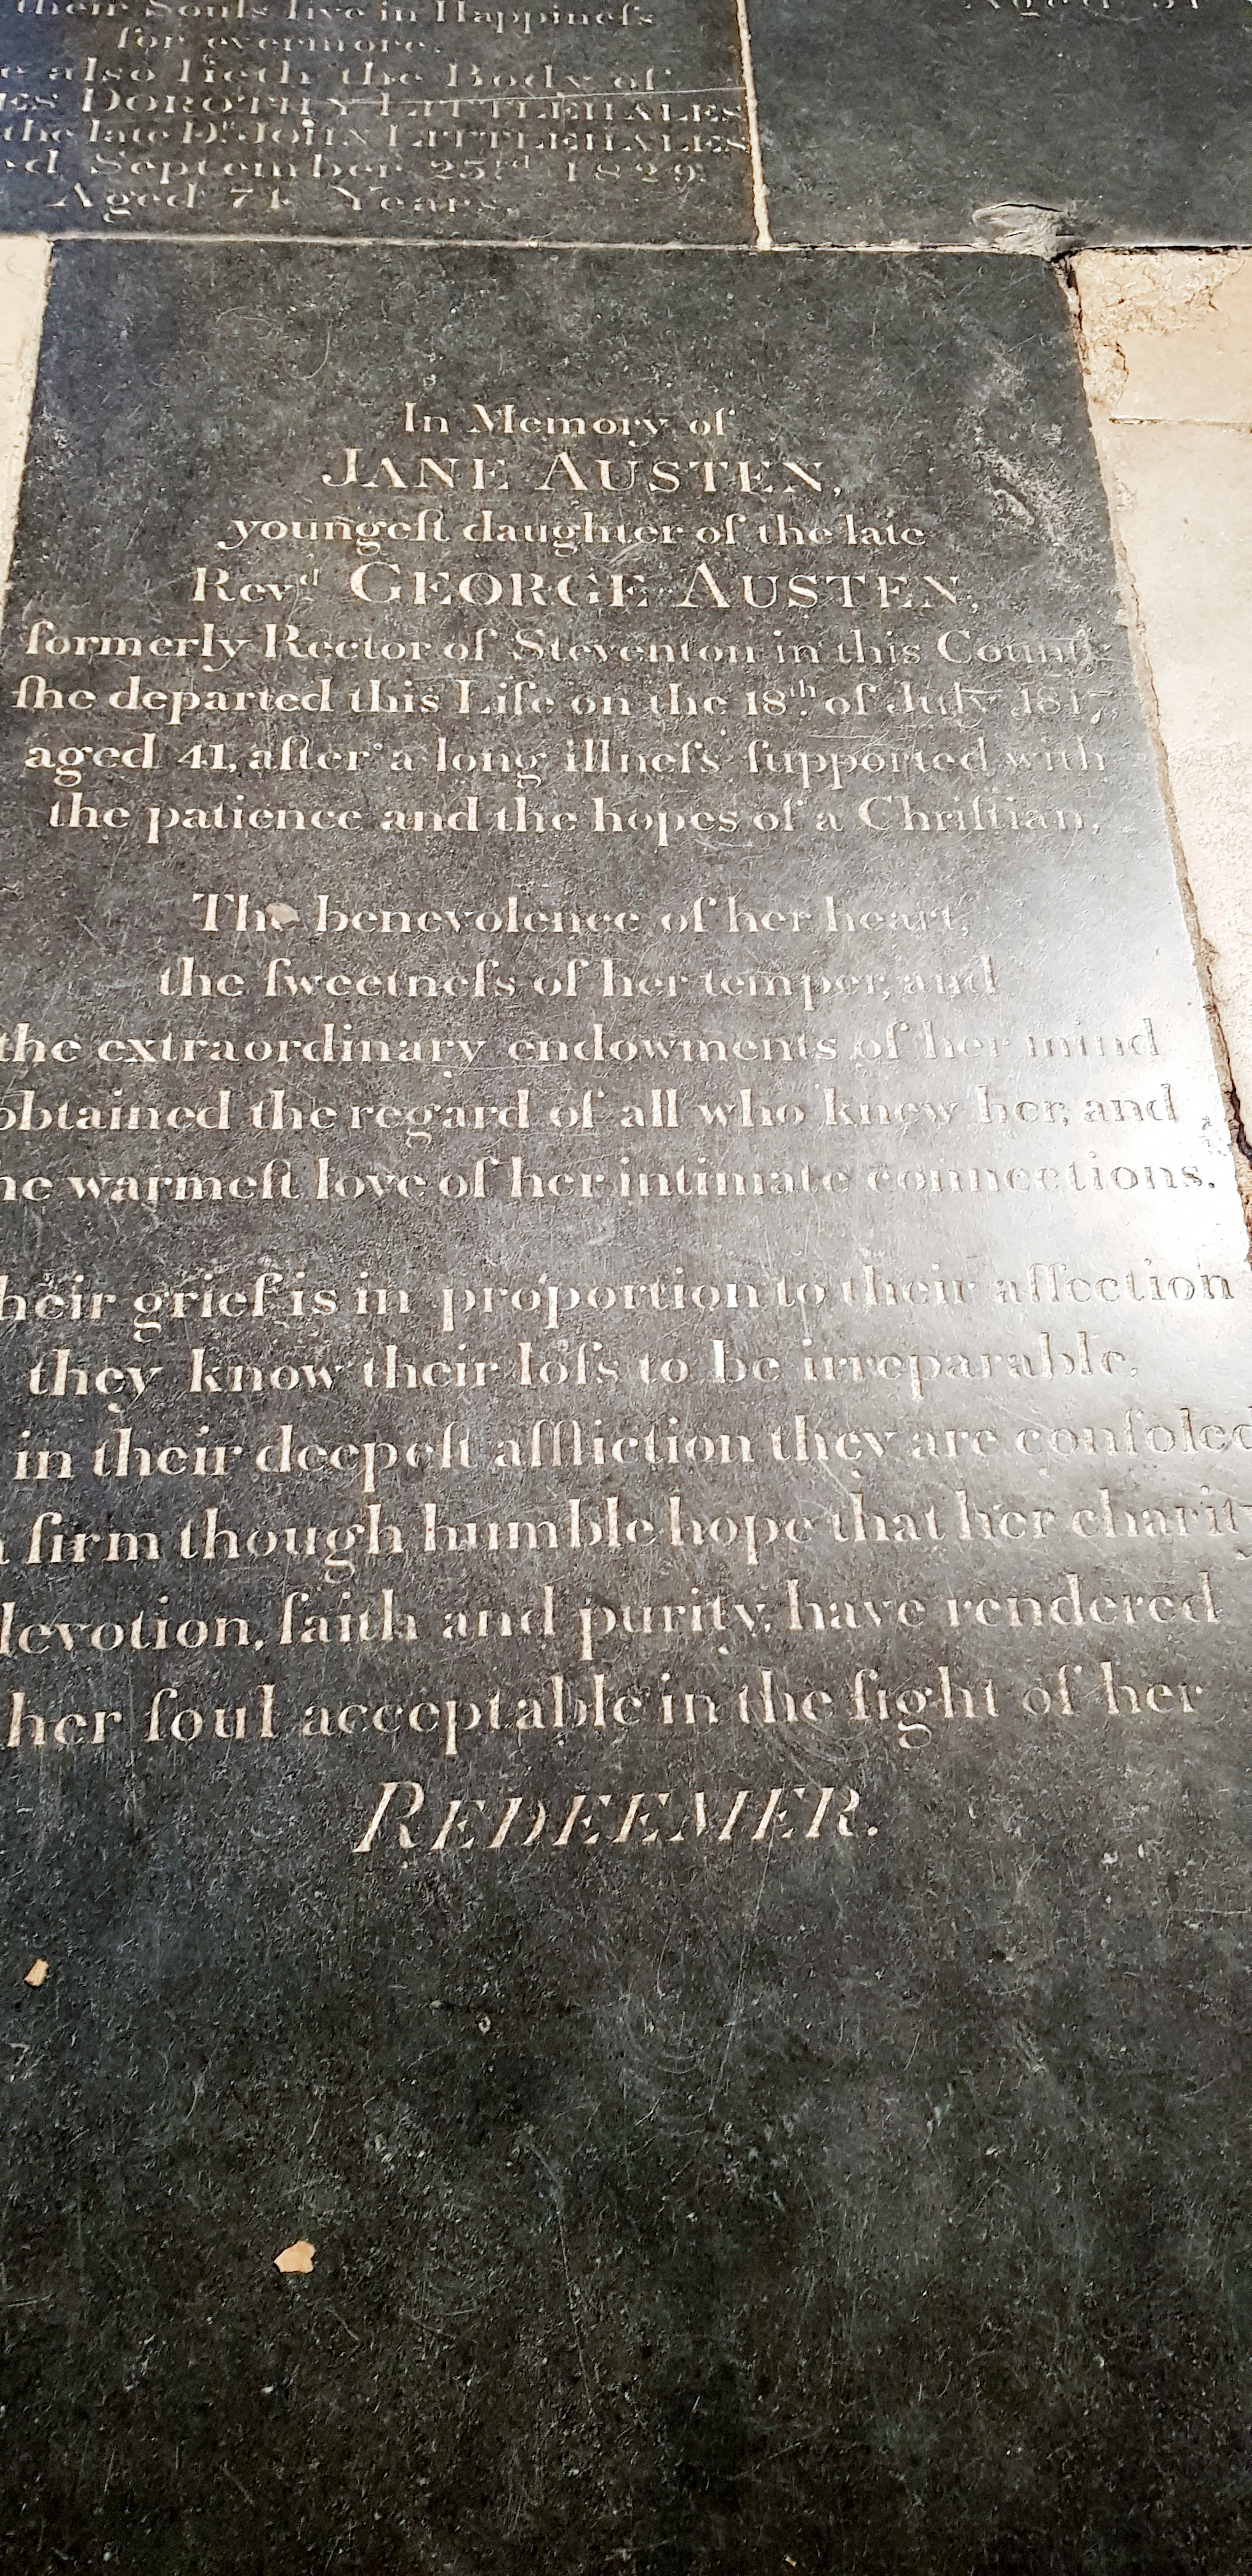 their Souls live in Happineſs
for evermore.
also lieth the Body of
DOROTHY LITTLEHALES
the late Dr. JOHN LITTLEHALES
September 25rd 1829.
Aged 74 Years.
Aged
In Memory of
JANE AUSTEN,
youngeſt daughter of the late
Revd GEORGE AUSTEN,
formerly Rector of Steventon in this County
ſhe departed this Life on the 18th of July 1817,
aged 41, after a long illneſs ſupported with
the patience and the hopes of a Chriſtian.
The benevolence of her heart,
the ſweetneſs of her temper, and
the extraordinary endowments of her mind
obtained the regard of all who knew her, and
he warmeſt love of her intimate connections.
heir grief is in proportion to their affection
they know their loſs to be irreparable,
in their deepeſt affliction they are conſoled
firm though humble hope that her charity
devotion, faith and purity, have rendered
her ſoul acceptable in the ſight of her
REDEEMER.